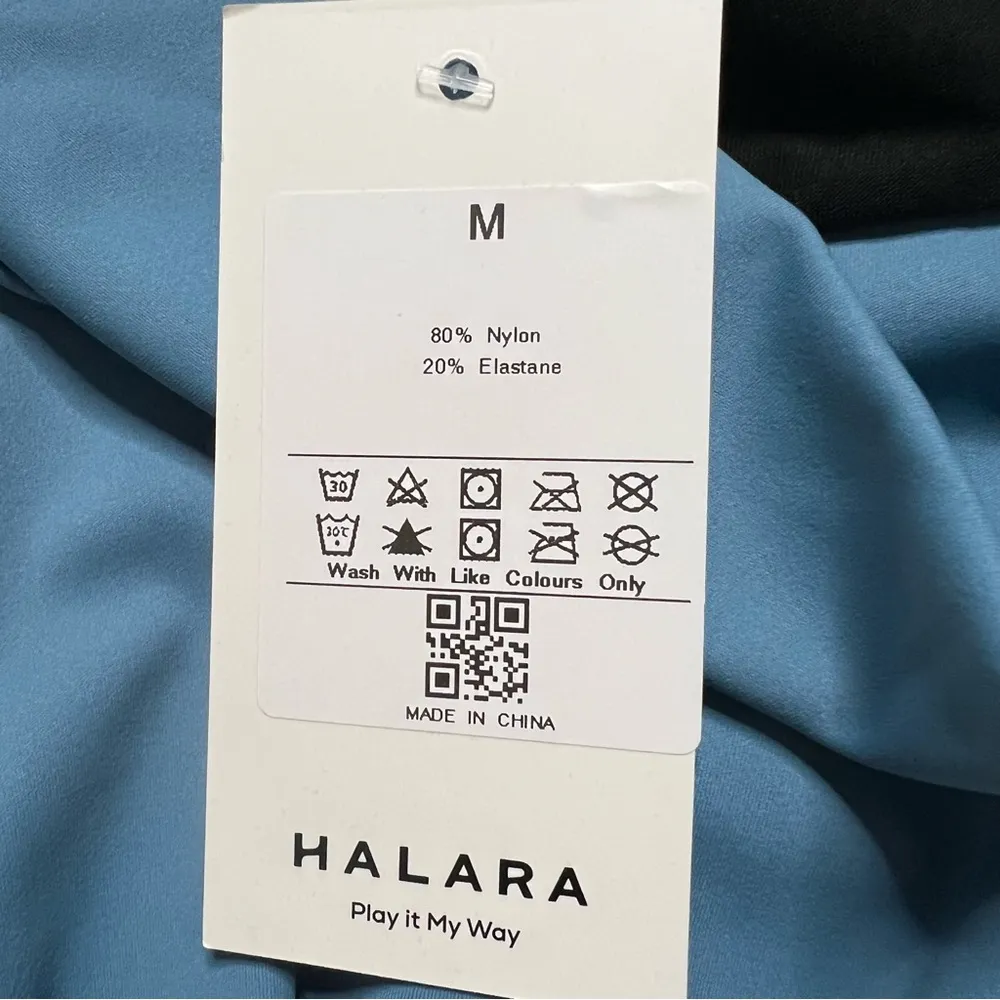 M
80% Nylon
20% Elastane
30
30℃
Wash With Like Colours Only
MADE IN CHINA
HALARA
Play it My Way